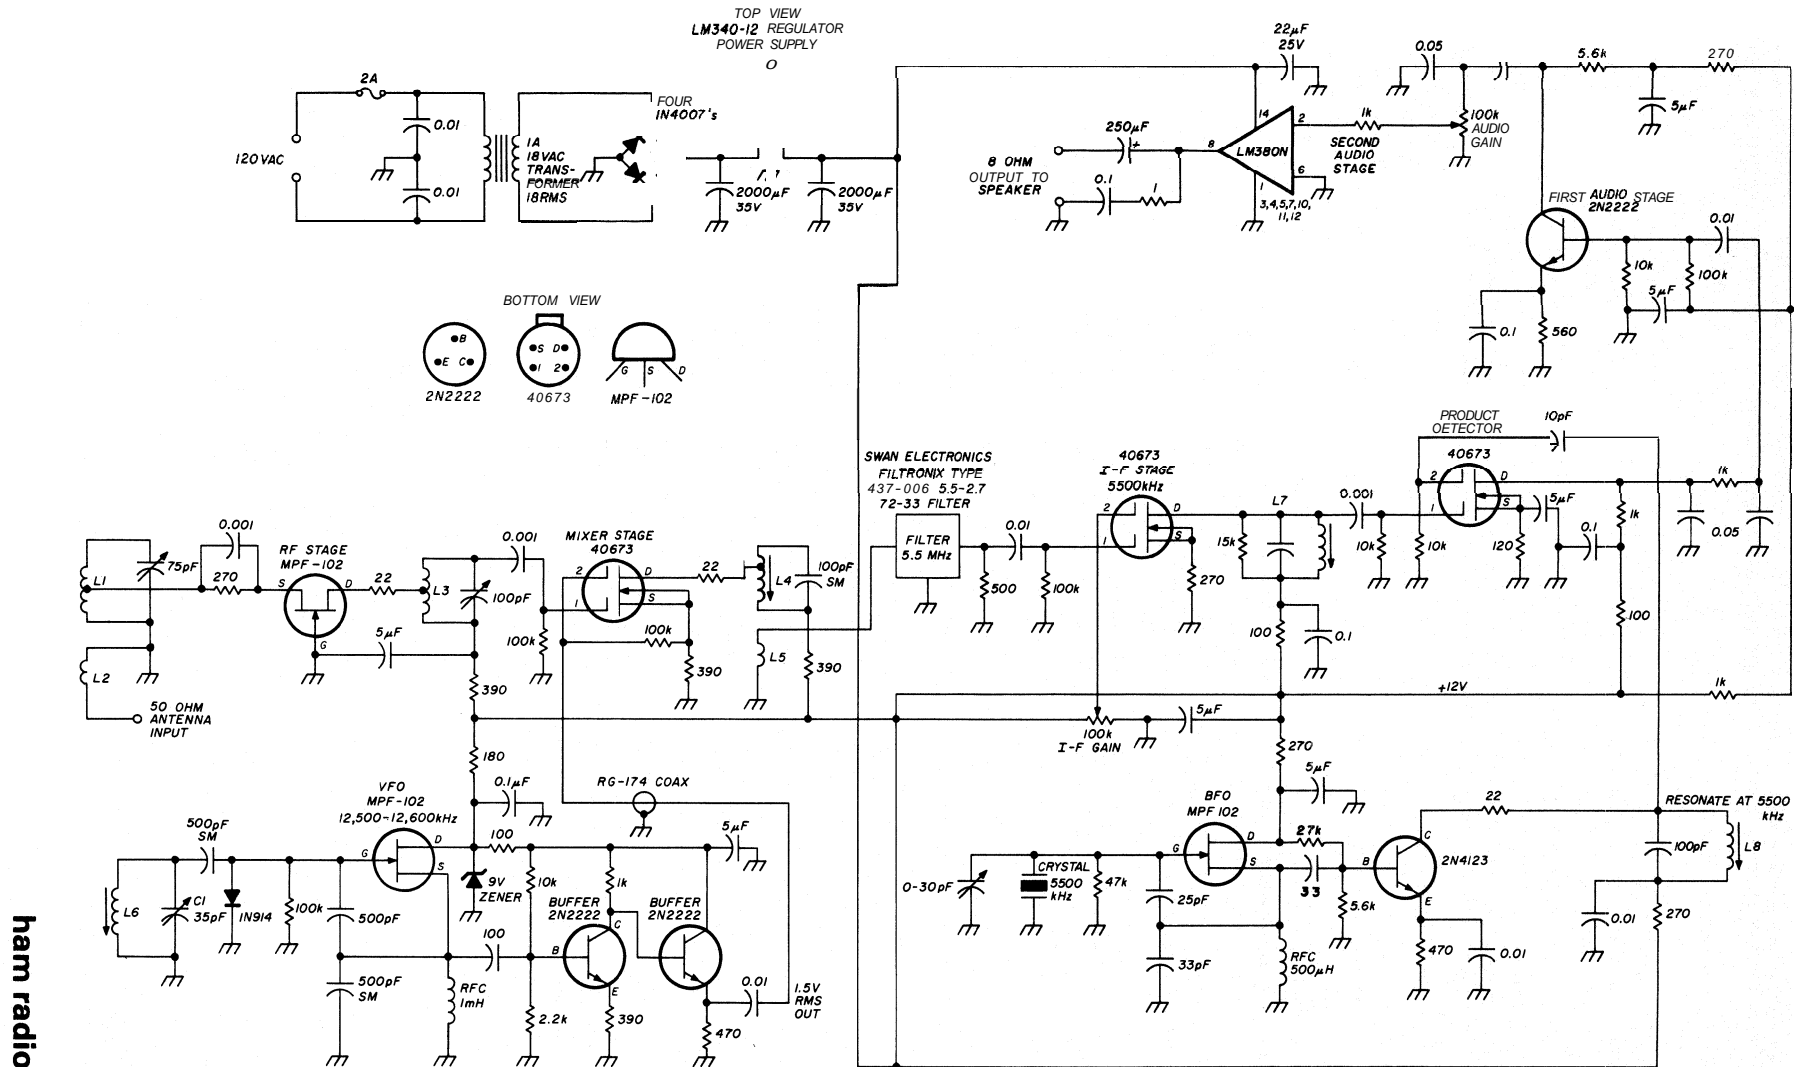 TOP VIEW
LM340-12 REGULATOR
POWER SUPPLY
O
2A
0.01
0.01
120VAC
1A
18VAC
TRANS-
FORMER
18RMS
FOUR
1N4007's
2000µF
35V
2000µF
35V
22µF
25V
0.05
5.6k
270
5µF
100k
AUDIO
GAIN
1k
SECOND
AUDIO
STAGE
14
2
8
LM380N
6
1
3,4,5,7,10,
11,12
250µF
+
8 OHM
OUTPUT TO
SPEAKER
0.1
1
FIRST AUDIO STAGE
2N2222
0.01
10k
100k
5µF
0.1
560
BOTTOM VIEW
B
E C
2N2222
S D
1 2
40673
G S D
MPF-102
PRODUCT
OETECTOR
10pF
40673
2
D
1
S
5µF
1k
1k
0.1
0.05
10k
10k
120
100
SWAN ELECTRONICS
FILTRONIX TYPE
437-006 5.5-2.7
72-33 FILTER
FILTER
5.5 MHz
500
0.01
100k
40673
I-F STAGE
5500kHz
2
D
1
S
270
15k
L7
0.001
100
0.1
+12V
1k
100k
I-F GAIN
5µF
L1
75pF
0.001
270
RF STAGE
MPF-102
S
D
G
22
L3
100pF
0.001
5µF
100k
390
L2
50 OHM
ANTENNA
INPUT
MIXER STAGE
40673
2
D
1
S
22
100k
390
L4
100pF
SM
L5
390
180
0.1µF
RG-174 COAX
VFO
MPF-102
12,500-12,600kHz
500pF
SM
G
D
S
L6
C1
35pF
1N914
100k
500pF
500pF
SM
RFC
1mH
9V
ZENER
100
100
10k
2.2k
1k
BUFFER
2N2222
C
B
E
390
BUFFER
2N2222
5µF
0.01
470
1.5V
RMS
OUT
270
5µF
BFO
MPF102
G
D
S
0-30pF
CRYSTAL
5500
kHz
47k
25pF
33pF
RFC
500µH
27k
33
5.6k
B
C
E
2N4123
22
470
0.01
RESONATE AT 5500
kHz
100pF
L8
0.01
270
ham radio